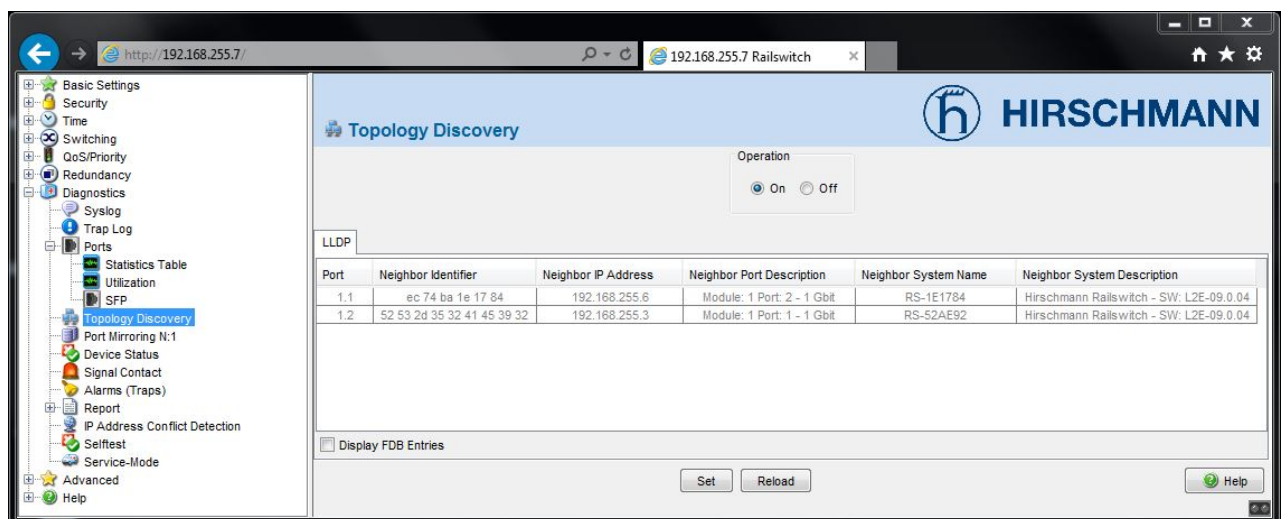 http://192.168.255.7/
192.168.255.7 Railswitch
Basic Settings
Security
Time
Switching
QoS/Priority
Redundancy
Diagnostics
Syslog
Trap Log
Ports
Statistics Table
Utilization
SFP
Topology Discovery
Port Mirroring N:1
Device Status
Signal Contact
Alarms (Traps)
Report
IP Address Conflict Detection
Selftest
Service-Mode
Advanced
Help
Topology Discovery
HIRSCHMANN
Operation
On Off
LLDP
Port Neighbor Identifier Neighbor IP Address Neighbor Port Description Neighbor System Name Neighbor System Description
1.1 ec 74 ba 1e 17 84 192.168.255.6 Module: 1 Port: 2 - 1 Gbit RS-1E1784 Hirschmann Railswitch - SW: L2E-09.0.04
1.2 52 53 2d 35 32 41 45 39 32 192.168.255.3 Module: 1 Port: 1 - 1 Gbit RS-52AE92 Hirschmann Railswitch - SW: L2E-09.0.04
Display FDB Entries
Set Reload Help